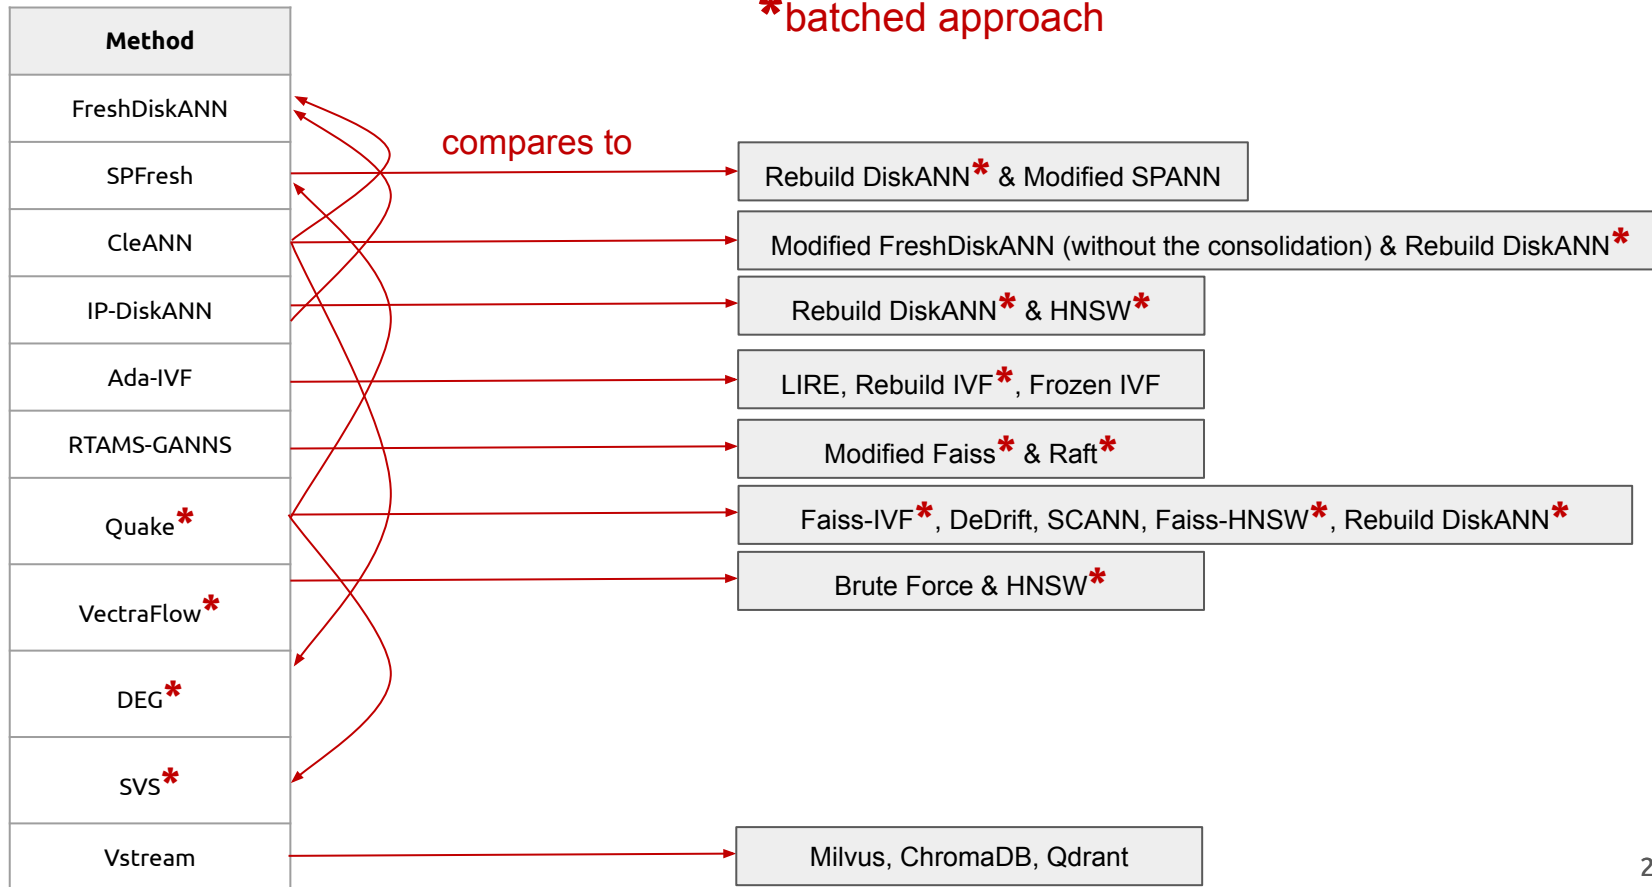 *batched approach
Method
FreshDiskANN
compares to
SPFresh
Rebuild DiskANN* & Modified SPANN
CleANN
Modified FreshDiskANN (without the consolidation) & Rebuild DiskANN*
IP-DiskANN
Rebuild DiskANN* & HNSW*
Ada-IVF
LIRE, Rebuild IVF*, Frozen IVF
RTAMS-GANNS
Modified Faiss* & Raft*
Quake*
Faiss-IVF*, DeDrift, SCANN, Faiss-HNSW*, Rebuild DiskANN*
VectraFlow*
Brute Force & HNSW*
DEG*
SVS*
Vstream
Milvus, ChromaDB, Qdrant
2